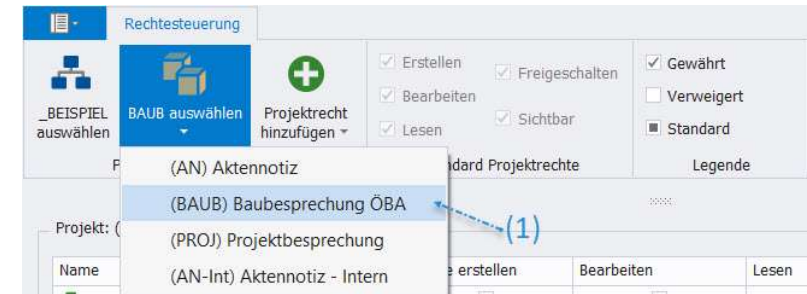 Rechtesteuerung
_BEISPIEL
auswählen
BAUB auswählen
Projektrecht
hinzufügen
Erstellen
Bearbeiten
Lesen
Freigeschalten
Sichtbar
Projektrechte
Gewährt
Verweigert
Standard
Legende
(AN) Aktennotiz
(BAUB) Baubesprechung ÖBA
(PROJ) Projektbesprechung
(AN-Int) Aktennotiz - Intern
(1)
Projekt: (
Name
erstellen
Bearbeiten
Lesen